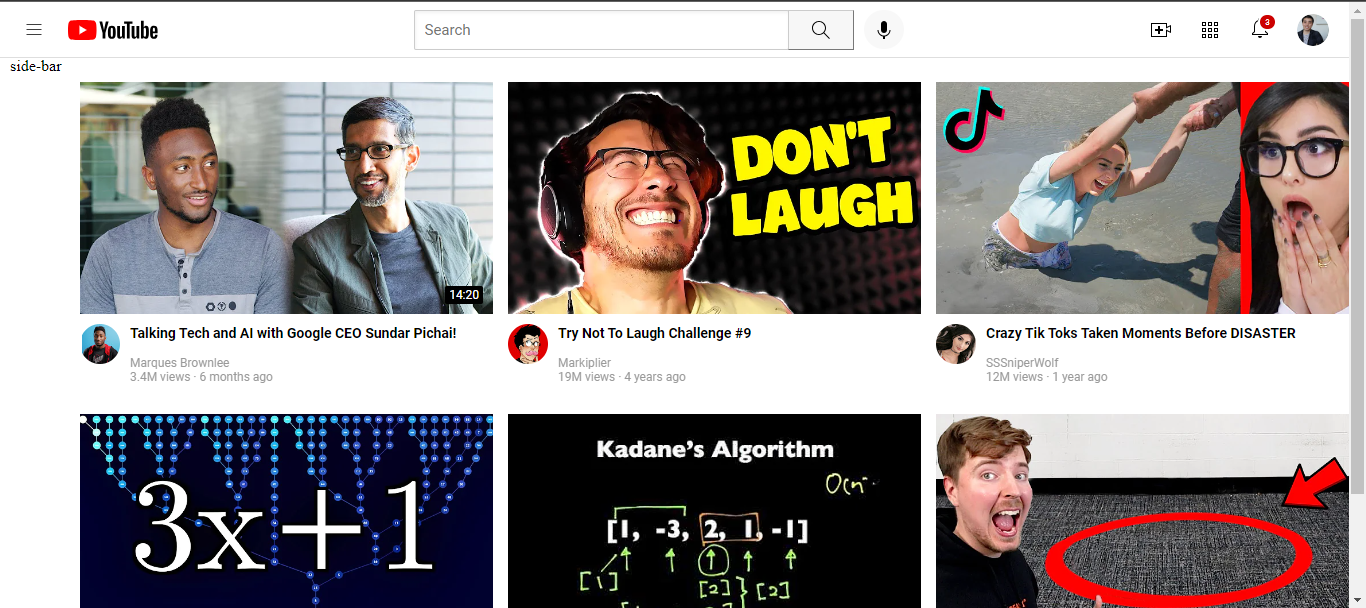 YouTube
Search
3
side-bar
DON'T
LAUGH
14:20
Talking Tech and AI with Google CEO Sundar Pichai!
Marques Brownlee
3.4M views · 6 months ago
Try Not To Laugh Challenge #9
Markiplier
19M views · 4 years ago
Crazy Tik Toks Taken Moments Before DISASTER
SSSniperWolf
12M views · 1 year ago
3x+1
Kadane's Algorithm
[1, -3, 2, 1, -1]
[1]
[2]
[2]